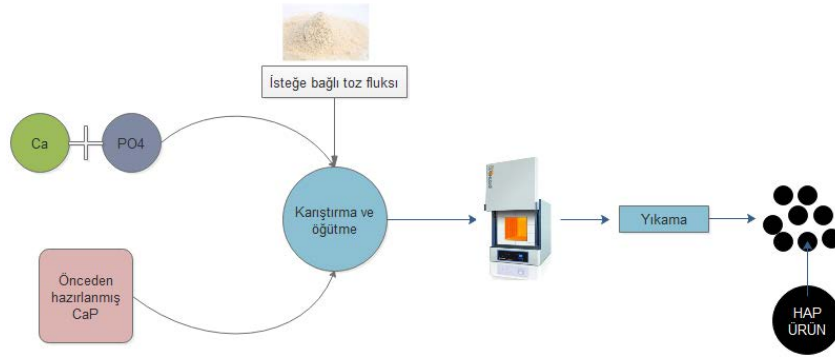 İsteğe bağlı toz fluksı
Ca
PO4
Karıştırma ve
öğütme
Yıkama
Önceden
hazırlanmış
CaP
HAP
ÜRÜN